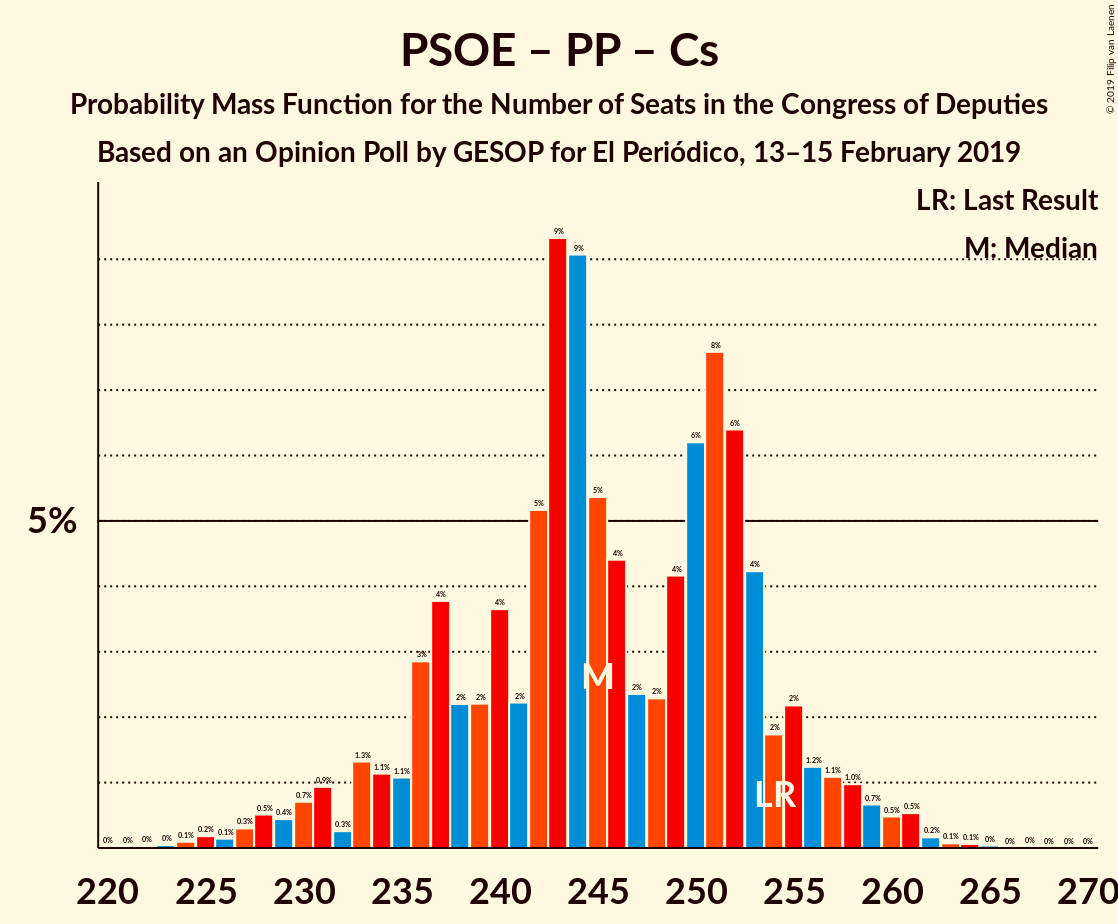 PSOE – PP – Cs
Probability Mass Function for the Number of Seats in the Congress of Deputies
Based on an Opinion Poll by GESOP for El Periódico, 13–15 February 2019
© 2019 Filip van Laenen
LR: Last Result
M: Median
5%
0% 0% 0% 0% 0.1% 0.2% 0.1% 0.3% 0.5% 0.4% 0.7% 0.9% 0.3% 1.3% 1.1% 1.1% 3% 4% 2% 2% 4% 2% 5% 9% 9% 5% 4% 2% 2% 4% 6% 8% 6% 4% 2% 2% 1.2% 1.1% 1.0% 0.7% 0.5% 0.5% 0.2% 0.1% 0.1% 0% 0% 0% 0% 0% 0%
M
LR
220 225 230 235 240 245 250 255 260 265 270